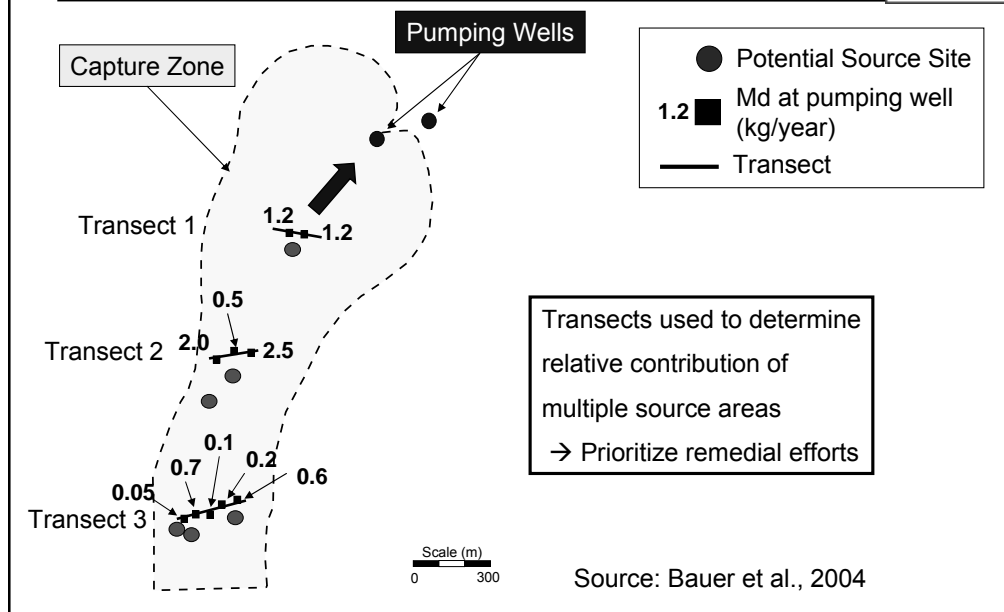 Pumping Wells
Capture Zone
Potential Source Site
1.2 Md at pumping well
(kg/year)
Transect
Transect 1
1.2
1.2
0.5
Transect 2
2.0
2.5
Transects used to determine
relative contribution of
multiple source areas
→ Prioritize remedial efforts
0.1
0.7
0.2
0.05
0.6
Transect 3
Scale (m)
0 300
Source: Bauer et al., 2004